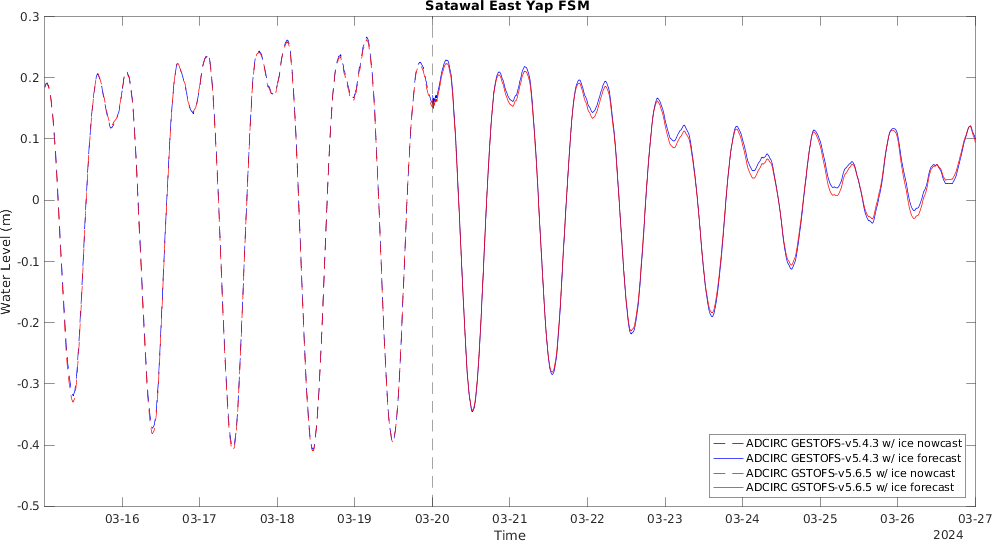 Satawal East Yap FSM
0.3
0.2
0.1
0
-0.1
-0.2
-0.3
-0.4
-0.5
Water Level (m)
ADCIRC GESTOFS-v5.4.3 w/ ice nowcast
ADCIRC GESTOFS-v5.4.3 w/ ice forecast
ADCIRC GSTOFS-v5.6.5 w/ ice nowcast
ADCIRC GSTOFS-v5.6.5 w/ ice forecast
03-16 03-17 03-18 03-19 03-20 03-21 03-22 03-23 03-24 03-25 03-26 03-27
Time
2024